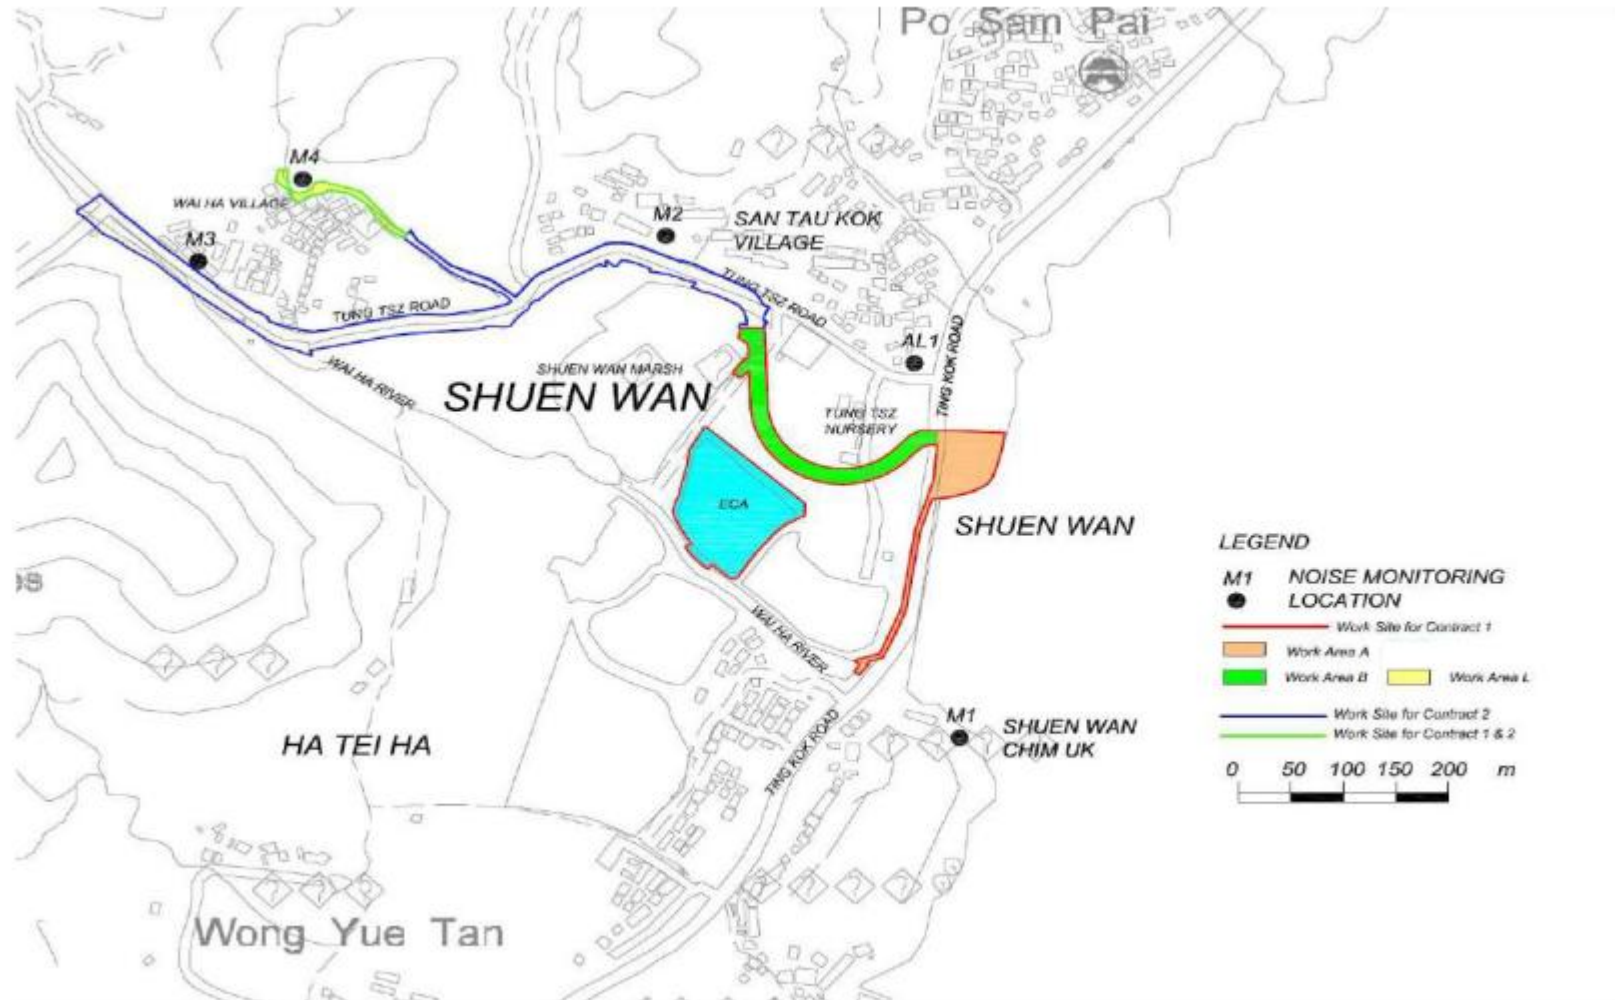 Po Sam Pai
M4
WAI HA VILLAGE
M3
M2
SAN TAU KOK
VILLAGE
TUNG TSZ ROAD
TUNG TSZ ROAD
AL1
TING KOK ROAD
WAI HA RIVER
SHUEN WAN MARSH
SHUEN WAN
TUNG TSZ
NURSERY
ECA
SHUEN WAN
WAI HA RIVER
HA TEI HA
TING KOK ROAD
M1
SHUEN WAN
CHIM UK
Wong Yue Tan
LEGEND
M1 NOISE MONITORING
LOCATION
Work Site for Contract 1
Work Area A
Work Area B Work Area L
Work Site for Contract 2
Work Site for Contract 1 & 2
0 50 100 150 200 m